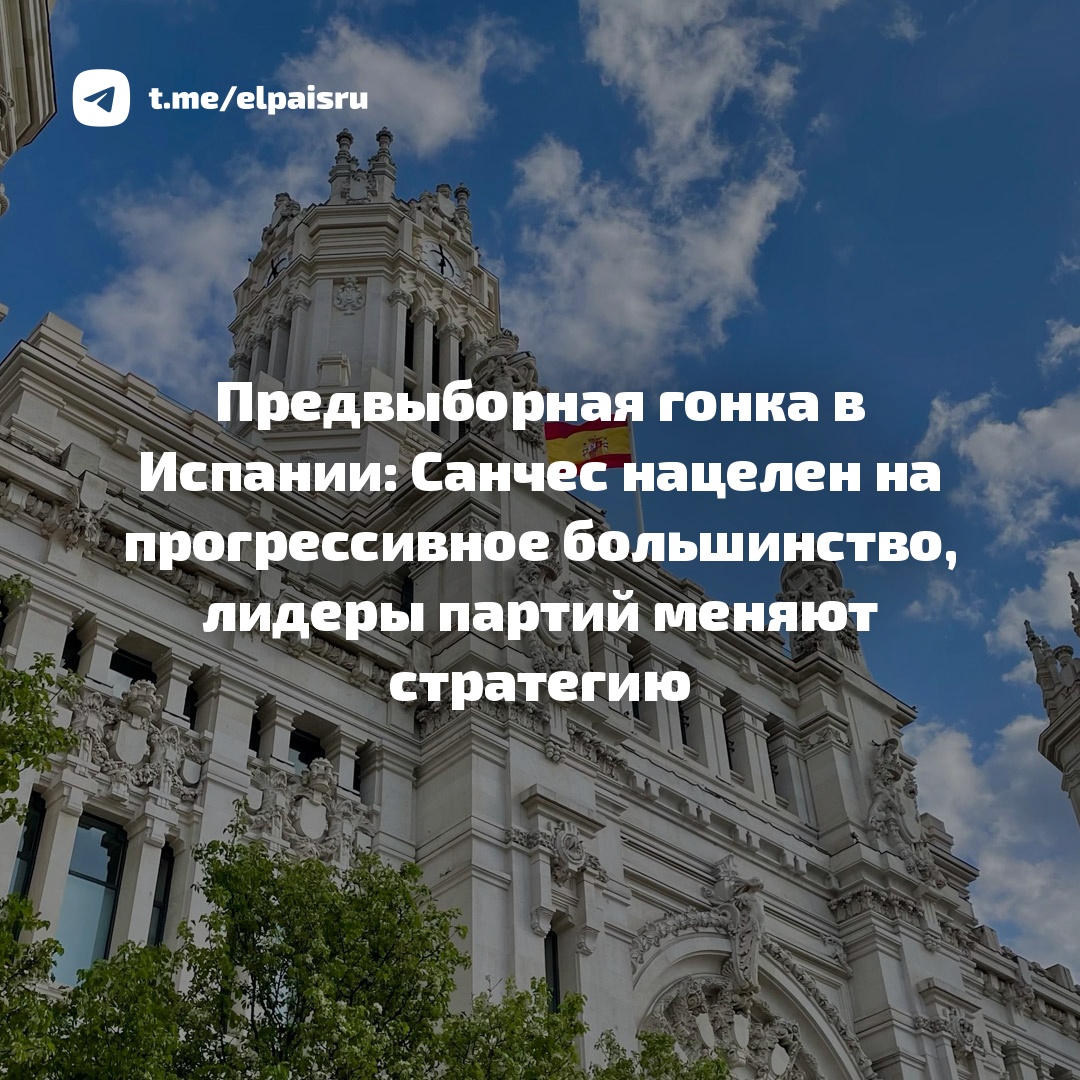 t.me/elpaisru
Предвыборная гонка в
Испании: Санчес нацелен на
прогрессивное большинство,
лидеры партий меняют
стратегию